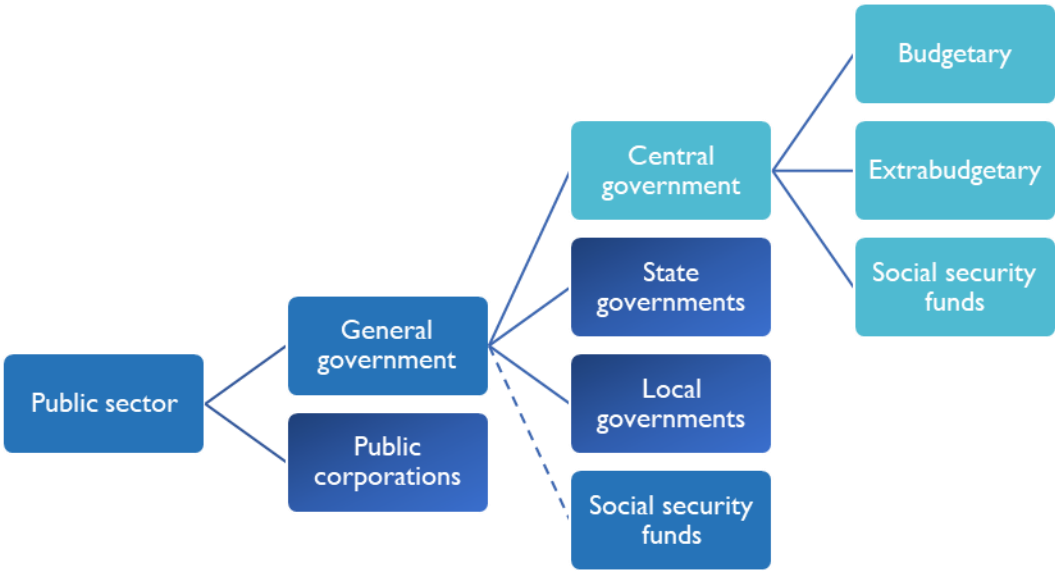 Public sector
General
government
Public
corporations
Central
government
State
governments
Local
governments
Social security
funds
Budgetary
Extrabudgetary
Social security
funds